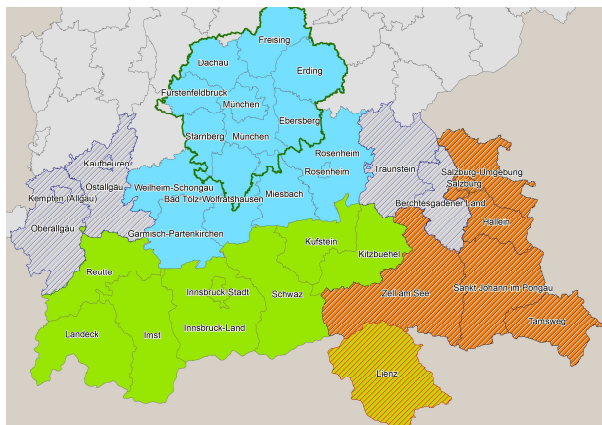 Freising
Dachau
Erding
Fürstenfeldbruck
München
Ebersberg
Starnberg
München
Rosenheim
Kaufbeuren
Traunstein
Rosenheim
Salzburg-Umgebung
Salzburg
Ostallgäu
Weilheim-Schongau
Miesbach
Kempten (Allgäu)
Bad Tölz-Wolfratshausen
Berchtesgadener Land
Hallein
Oberallgäu
Garmisch-Partenkirchen
Kufstein
Kitzbuehel
Reutte
Innsbruck-Stadt
Schwaz
Zell am See
Sankt Johann im Pongau
Tamsweg
Landeck
Imst
Innsbruck-Land
Lienz